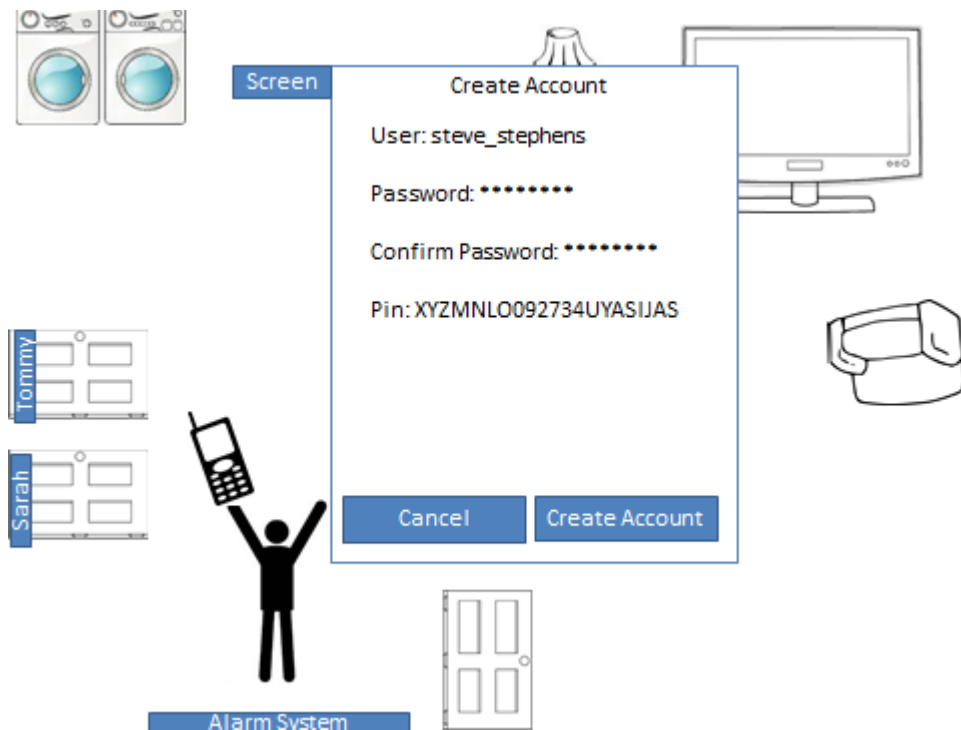 Screen
Create Account
User: steve_stephens
Password: ********
Confirm Password: ********
Pin: XYZMNLO092734UYASIJAS
Tommy
Sarah
Cancel
Create Account
Alarm System